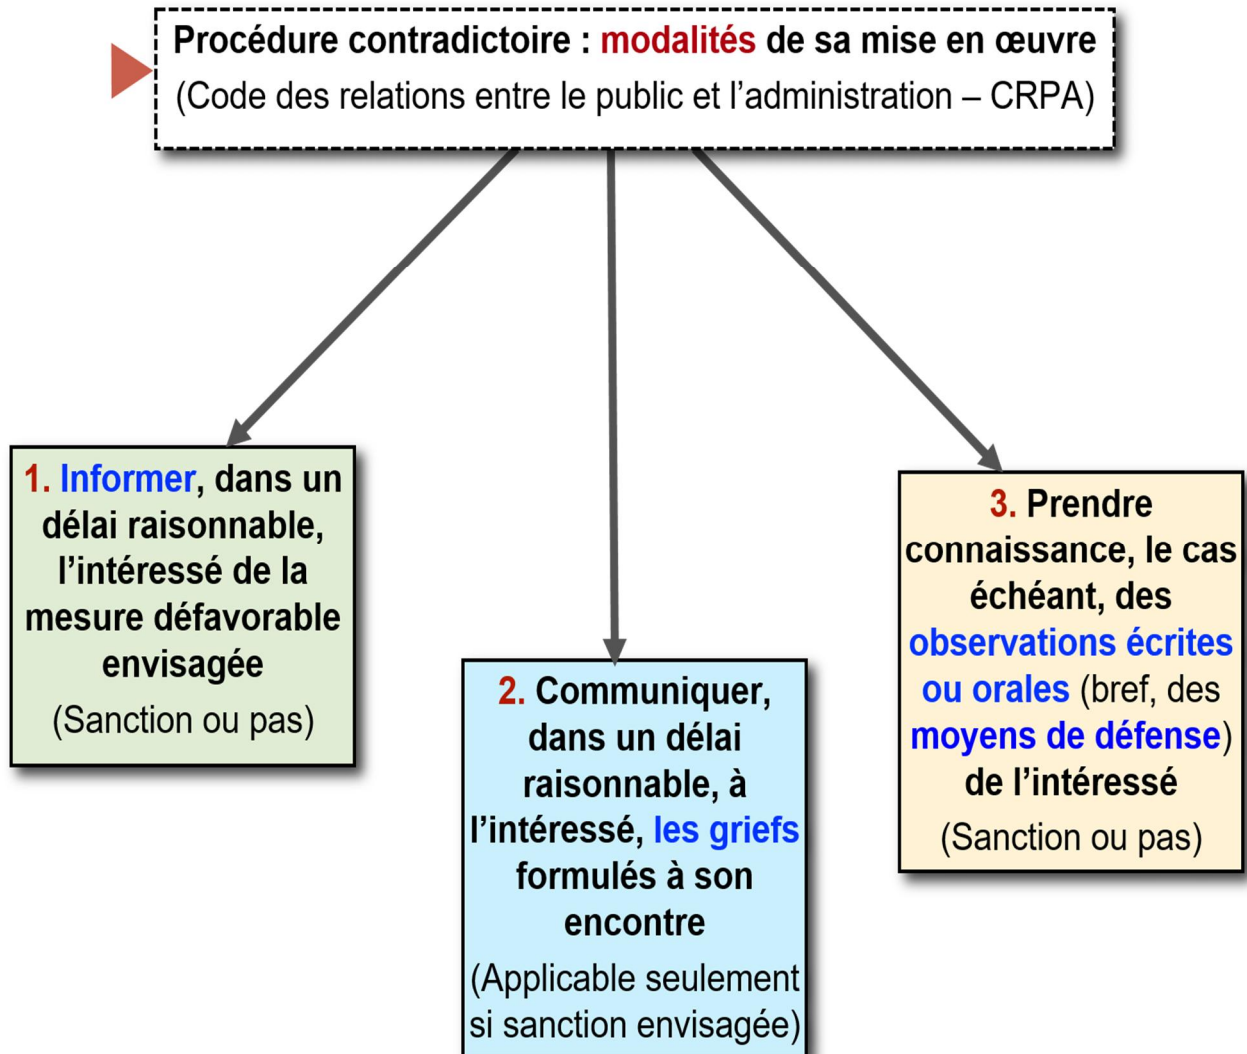 Procédure contradictoire : modalités de sa mise en œuvre
(Code des relations entre le public et l’administration – CRPA)
1. Informer, dans un
délai raisonnable,
l’intéressé de la
mesure défavorable
envisagée
(Sanction ou pas)
2. Communiquer,
dans un délai
raisonnable, à
l’intéressé, les griefs
formulés à son
encontre
(Applicable seulement
si sanction envisagée)
3. Prendre
connaissance, le cas
échéant, des
observations écrites
ou orales (bref, des
moyens de défense)
de l’intéressé
(Sanction ou pas)